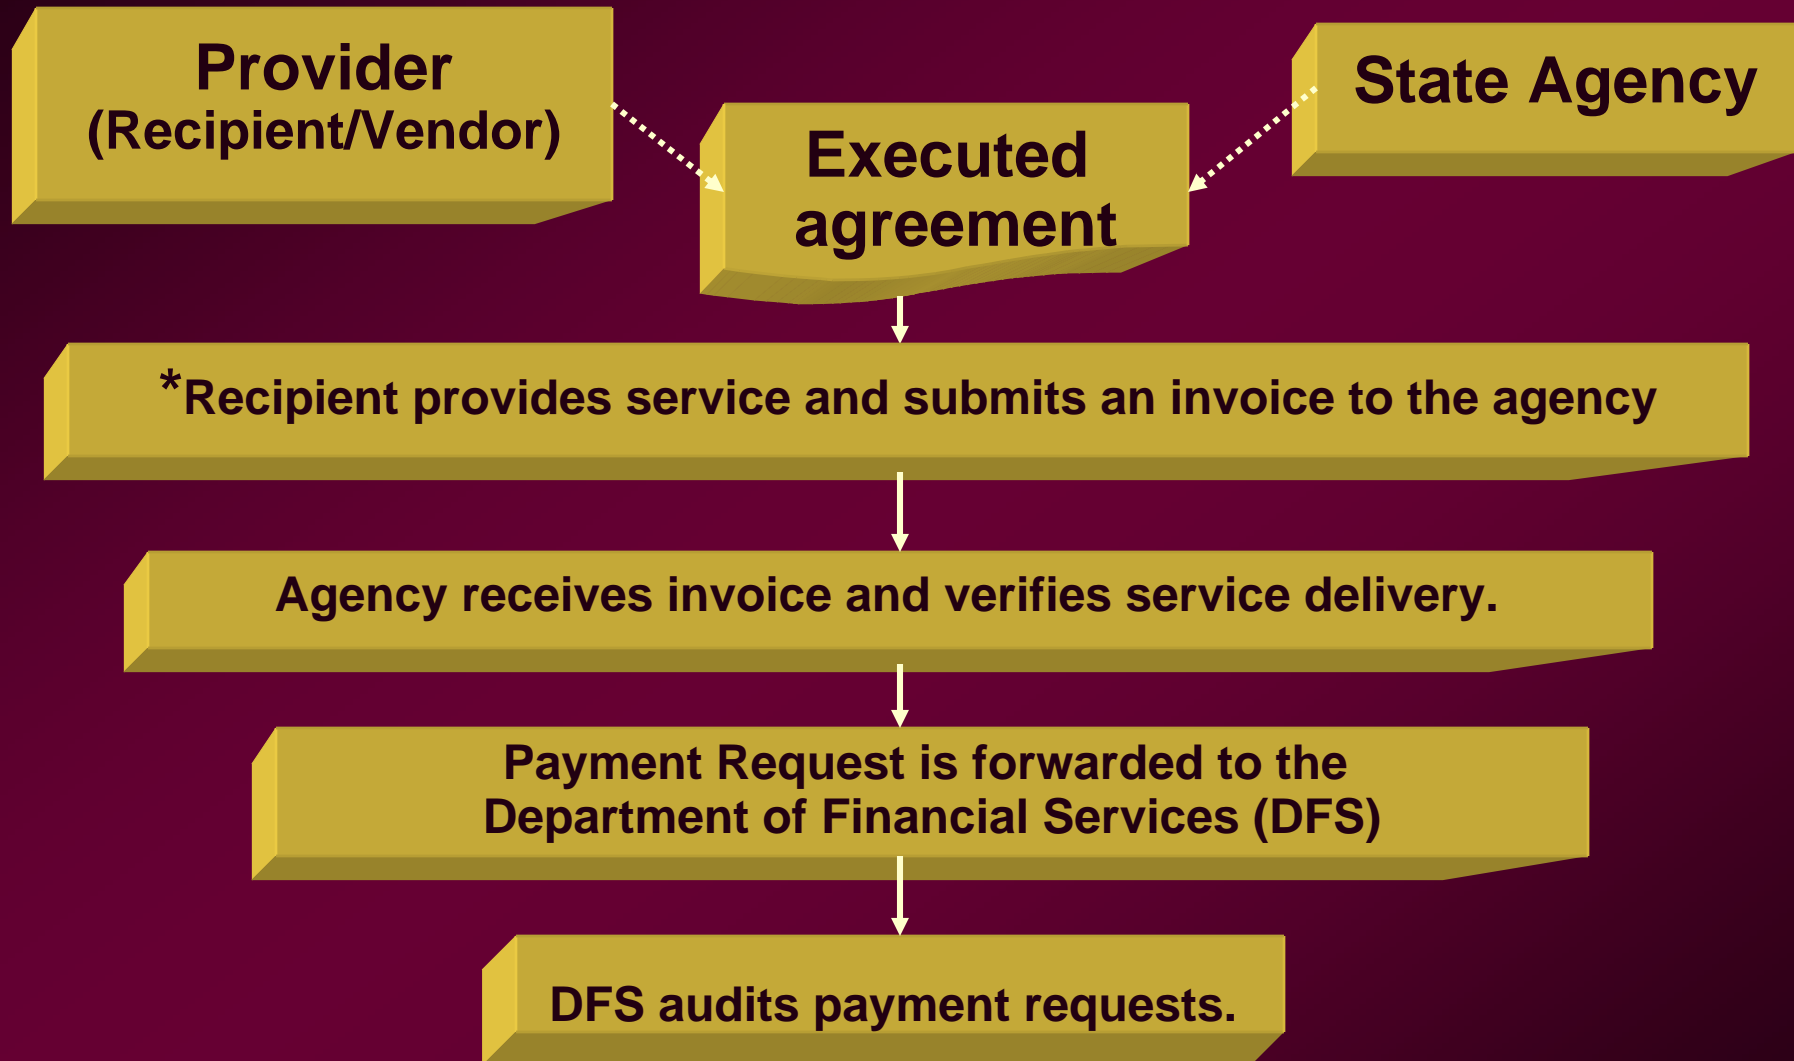 Provider
(Recipient/Vendor)
State Agency
Executed
agreement
*Recipient provides service and submits an invoice to the agency
Agency receives invoice and verifies service delivery.
Payment Request is forwarded to the
Department of Financial Services (DFS)
DFS audits payment requests.